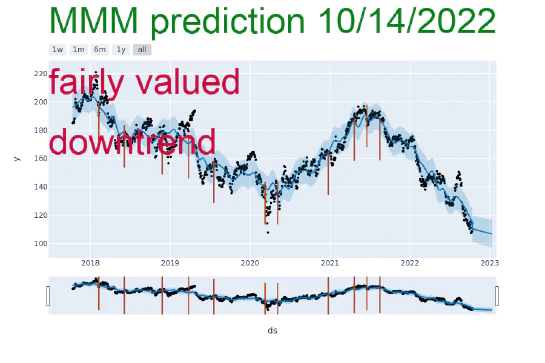 MMM prediction 10/14/2022
1w 1m 6m 1y all
fairly valued
downtrend
220
200
180
160
140
120
100
y
2018 2019 2020 2021 2022 2023
ds